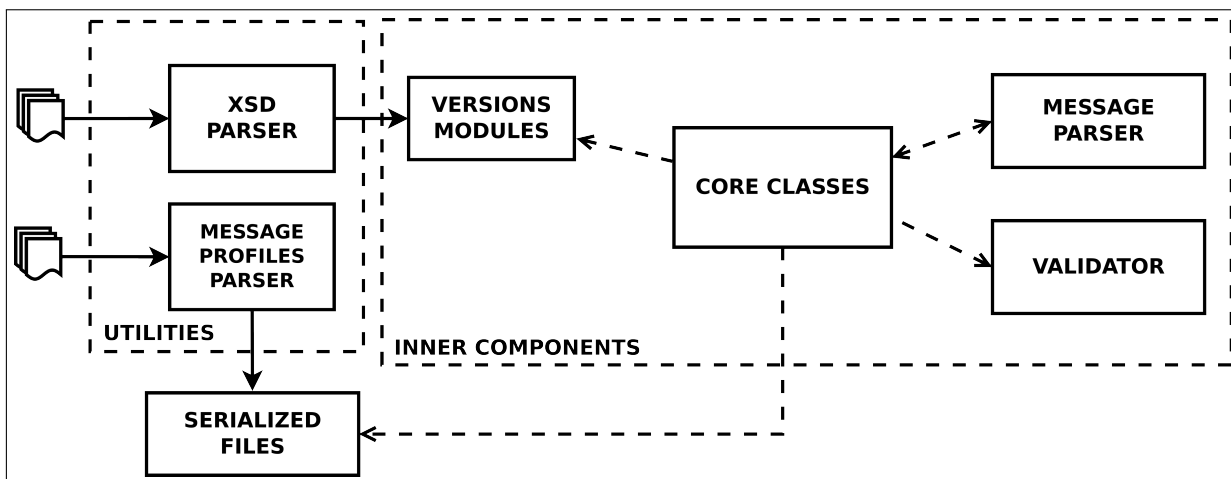 XSD
PARSER
VERSIONS
MODULES
MESSAGE
PARSER
CORE CLASSES
MESSAGE
PROFILES
PARSER
VALIDATOR
UTILITIES
INNER COMPONENTS
SERIALIZED
FILES